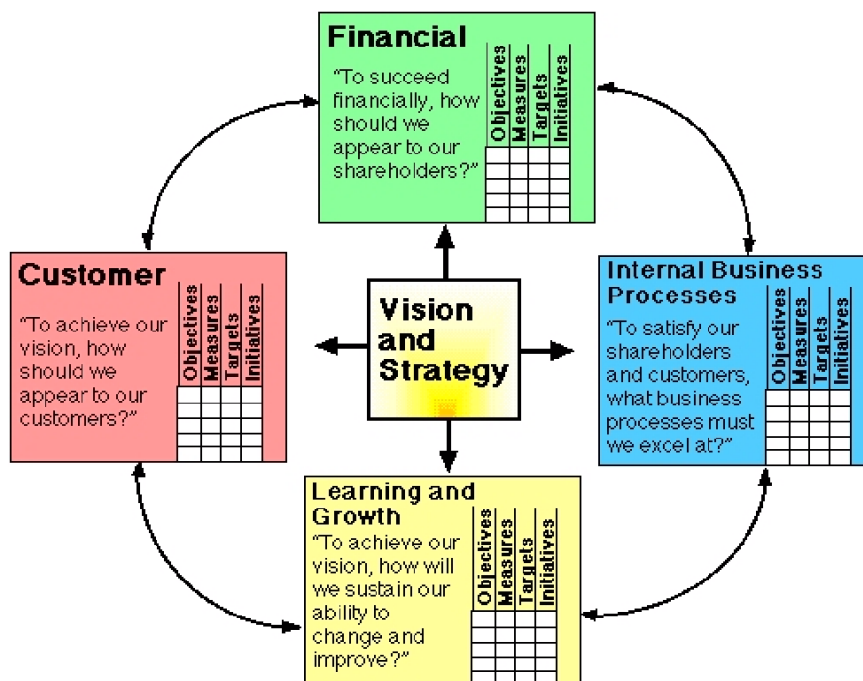 Financial
“To succeed
financially, how
should we
appear to our
shareholders?”
Objectives
Measures
Targets
Initiatives
Customer
“To achieve our
vision, how
should we
appear to our
customers?”
Objectives
Measures
Targets
Initiatives
Vision
and
Strategy
Internal Business
Processes
“To satisfy our
shareholders
and customers,
what business
processes must
we excel at?”
Objectives
Measures
Targets
Initiatives
Learning and
Growth
“To achieve our
vision, how will
we sustain our
ability to
change and
improve?”
Objectives
Measures
Targets
Initiatives